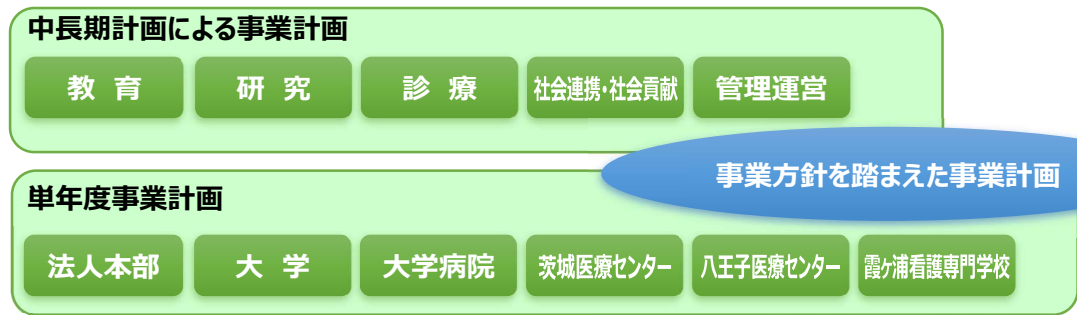 中長期計画による事業計画
教 育
研 究
診 療
社会連携・社会貢献
管理運営
事業方針を踏まえた事業計画
単年度事業計画
法人本部
大 学
大学病院
茨城医療センター
八王子医療センター
霞ヶ浦看護専門学校